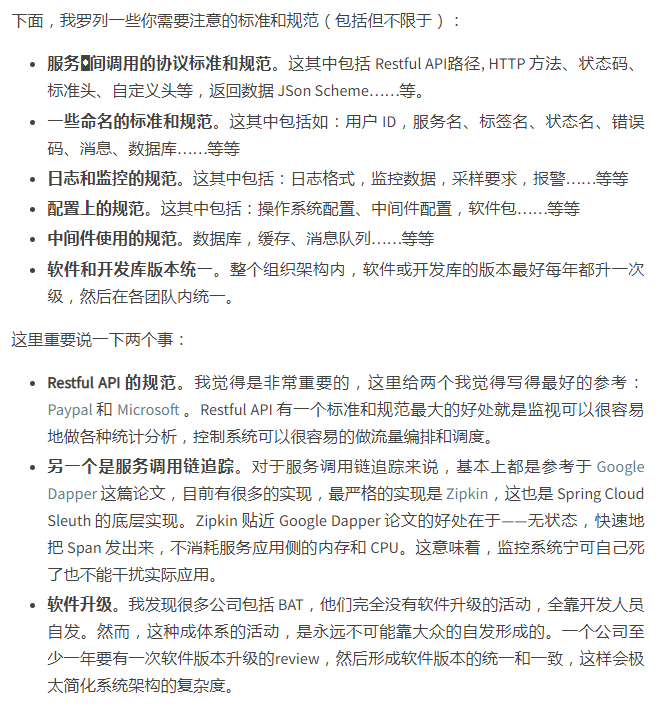 下面，我罗列一些你需要注意的标准和规范（包括但不限于）：
服务间调用的协议标准和规范。这其中包括 Restful API路径, HTTP 方法、状态码、
标准头、自定义头等，返回数据 JSon Scheme……等。
一些命名的标准和规范。这其中包括如：用户 ID，服务名、标签名、状态名、错误
码、消息、数据库……等等
日志和监控的规范。这其中包括：日志格式，监控数据，采样要求，报警……等等
配置上的规范。这其中包括：操作系统配置、中间件配置，软件包……等等
中间件使用的规范。数据库，缓存、消息队列……等等
软件和开发库版本统一。整个组织架构内，软件或开发库的版本最好每年都升一次
级，然后在各团队内统一。
这里重要说一下两个事：
Restful API 的规范。我觉得是非常重要的，这里给两个我觉得写得最好的参考：
Paypal 和 Microsoft 。Restful API 有一个标准和规范最大的好处就是监视可以很容易
地做各种统计分析，控制系统可以很容易的做流量编排和调度。
另一个是服务调用链追踪。对于服务调用链追踪来说，基本上都是参考于 Google
Dapper 这篇论文，目前有很多的实现，最严格的实现是 Zipkin，这也是 Spring Cloud
Sleuth 的底层实现。Zipkin 贴近 Google Dapper 论文的好处在于——无状态，快速地
把 Span 发出来，不消耗服务应用侧的内存和 CPU。这意味着，监控系统宁可自己死
了也不能干扰实际应用。
软件升级。我发现很多公司包括 BAT，他们完全没有软件升级的活动，全靠开发人员
自发。然而，这种成体系的活动，是永远不可能靠大众的自发形成的。一个公司至
少一年要有一次软件版本升级的review，然后形成软件版本的统一和一致，这样会极
太简化系统架构的复杂度。